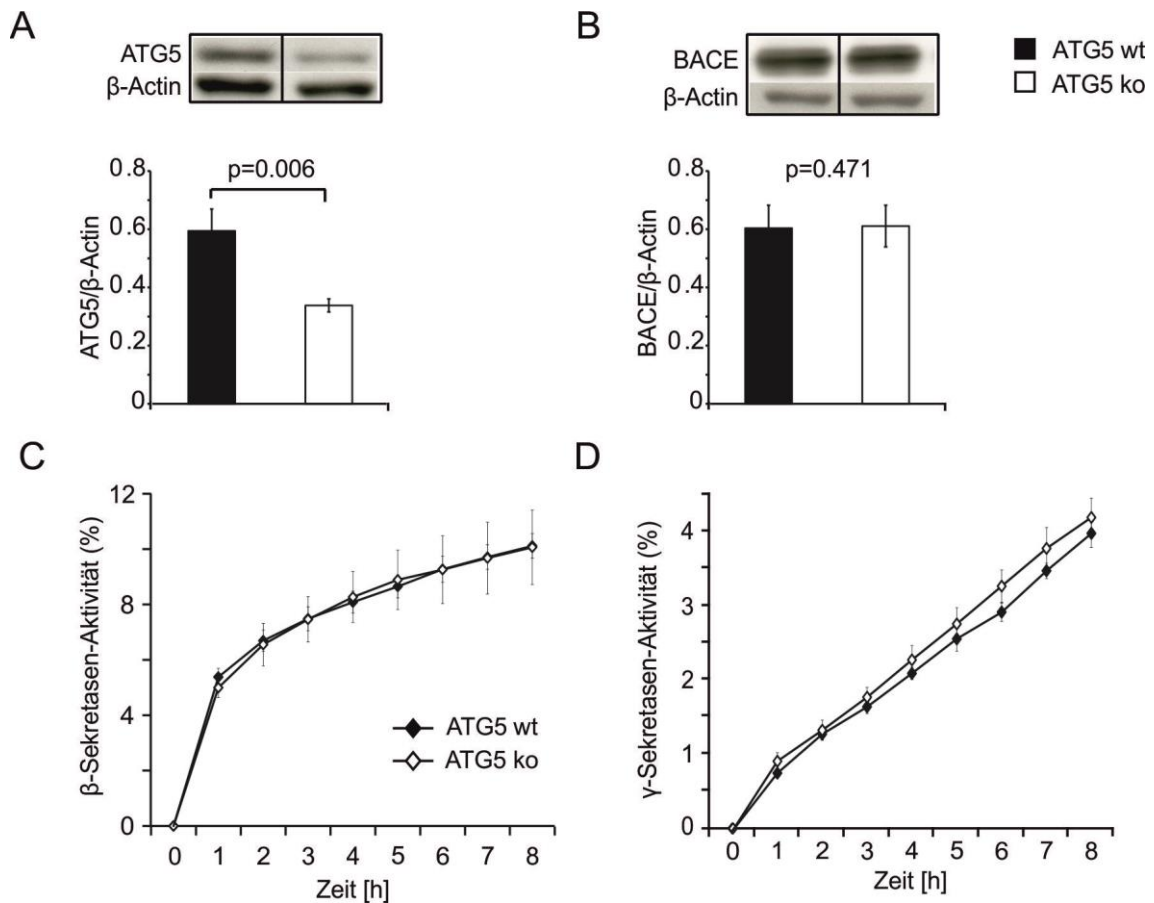 A
ATG5
β-Actin
p=0.006
0.8
0.6
0.4
0.2
0
ATG5/β-Actin
B
BACE
β-Actin
ATG5 wt
ATG5 ko
p=0.471
0.8
0.6
0.4
0.2
0
BACE/β-Actin
C
12
8
4
0
β-Sekretasen-Aktivität (%)
ATG5 wt
ATG5 ko
0 1 2 3 4 5 6 7 8
Zeit [h]
D
4
3
2
1
0
γ-Sekretasen-Aktivität (%)
0 1 2 3 4 5 6 7 8
Zeit [h]